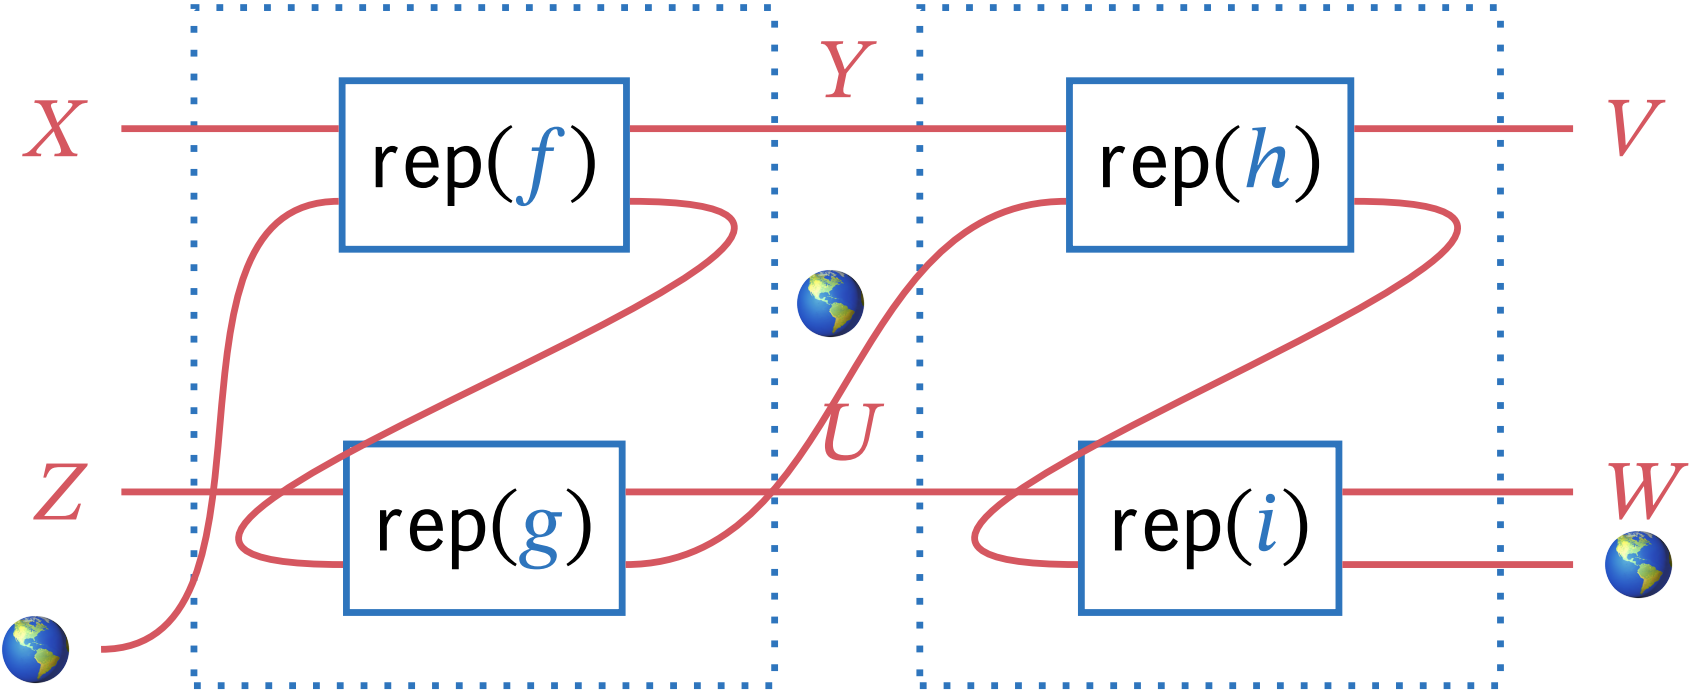 Y
X
rep(f)
rep(h)
V
U
Z
rep(g)
rep(i)
W